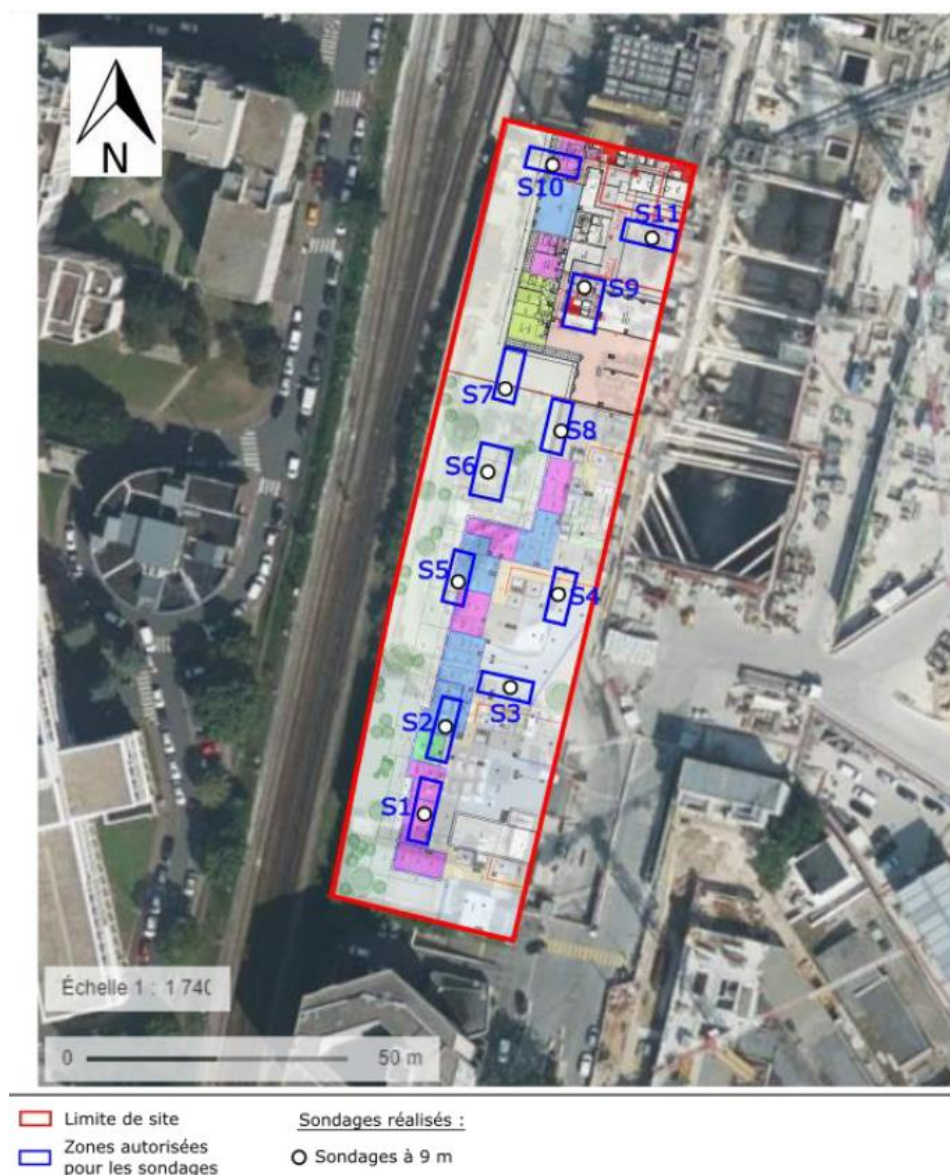 N
S10
S11
S9
S7
S8
S6
S5
S4
S3
S2
S1
Échelle 1 : 1 740
0 50 m
Limite de site
Zones autorisées
pour les sondages
Sondages réalisés :
Sondages à 9 m